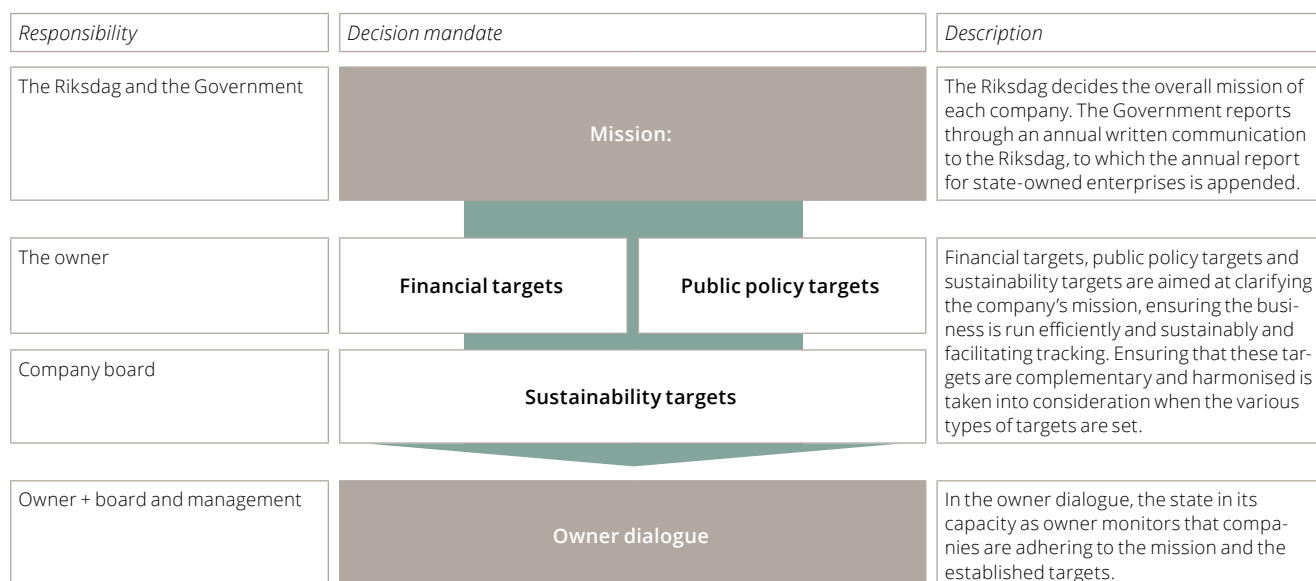 Responsibility
Decision mandate
Description
The Riksdag and the Government
Mission:
The Riksdag decides the overall mission of
each company. The Government reports
through an annual written communication
to the Riksdag, to which the annual report
for state-owned enterprises is appended.
The owner
Financial targets
Public policy targets
Financial targets, public policy targets and
sustainability targets are aimed at clarifying
the company’s mission, ensuring the busi-
ness is run efficiently and sustainably and
facilitating tracking. Ensuring that these tar-
gets are complementary and harmonised is
taken into consideration when the various
types of targets are set.
Company board
Sustainability targets
Owner + board and management
Owner dialogue
In the owner dialogue, the state in its
capacity as owner monitors that compa-
nies are adhering to the mission and the
established targets.